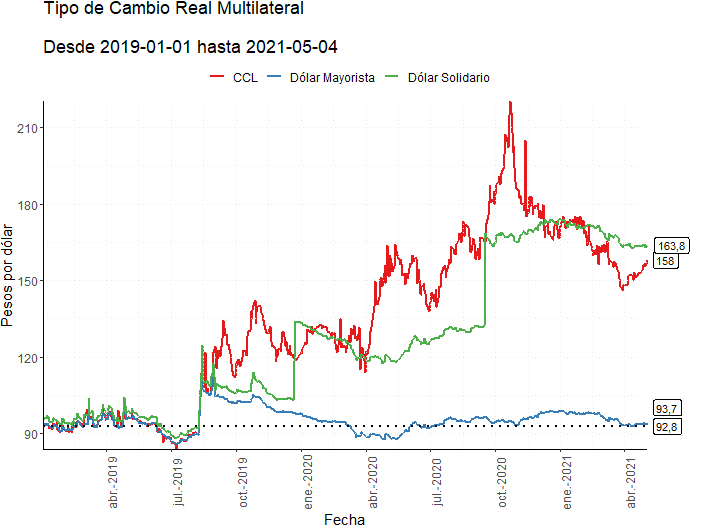 Tipo de Cambio Real Multilateral
Desde 2019-01-01 hasta 2021-05-04
CCL Dólar Mayorista Dólar Solidario
Pesos por dólar
210
180
150
120
90
163,8
158
93,7
92,8
abr.-2019
jul.-2019
oct.-2019
ene.-2020
abr.-2020
jul.-2020
oct.-2020
ene.-2021
abr.-2021
Fecha